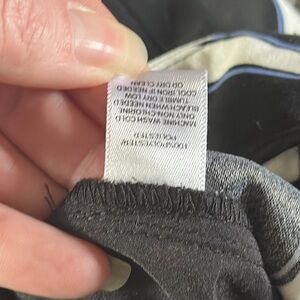 100%POLYESTER/
POLIESTER
MACHINE WASH COLD
ONLY NON-CHLORINE
BLEACH WHEN NEEDED
TUMBLE DRY LOW
COOL IRON IF NEEDED
DRY CLEAN